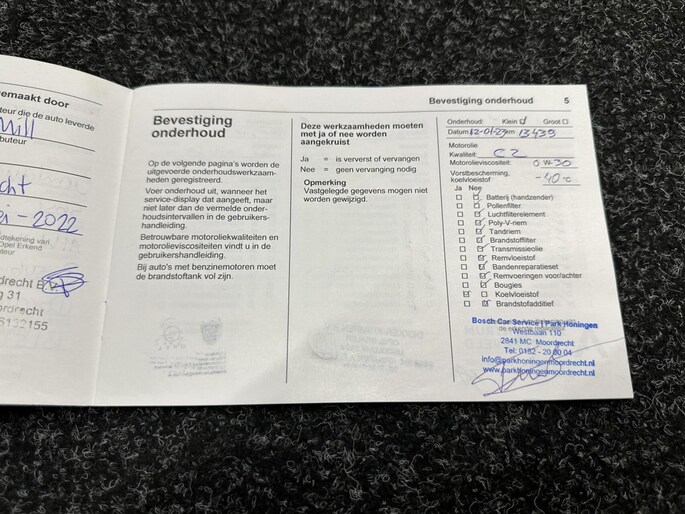 emaakt door
teur die de auto leverde
will
buteur
cht
i - 2022
dtekening van
Opel Erkend
uteur
drecht B.V.
g 31
ordrecht
6132155
Bevestiging onderhoud 5
Bevestiging
onderhoud
Op de volgende pagina's worden de
uitgevoerde onderhoudswerkzaam-
heden geregistreerd.
Voer onderhoud uit, wanneer het
service-display dat aangeeft, maar
niet later dan de vermelde onder-
houdsintervallen in de gebruikers-
handleiding.
Betrouwbare motoroliekwaliteiten en
motorolieviscositeiten vindt u in de
gebruikershandleiding.
Bij auto's met benzinemotoren moet
de brandstoftank vol zijn.
Deze werkzaamheden moeten
met ja of nee worden
aangekruist
Ja = is ververst of vervangen
Nee = geen vervanging nodig
Opmerking
Vastgelegde gegevens mogen niet
worden gewijzigd.
Onderhoud: Klein Groot
Datum 12-01-23 km 13439
Motorolie
Kwaliteit: C2
Motorolieviscositeit: 0W-30
Vorstbescherming,
koelvloeistof -40°C
Ja Nee
Batterij (handzender)
Pollenfilter
Luchtfilterelement
Poly-V-riem
Tandriem
Brandstoffilter
Transmissieolie
Remvloeistof
Bandenreparatieset
Remvoeringen voor/achter
Bougies
Koelvloeistof
Brandstofadditief
Bosch Car Service | Park Honingen
Westbaan 110
2841 MC Moordrecht
Tel: 0182 - 20 60 04
info@parkhoningenmoordrecht.nl
www.parkhoningenmoordrecht.nl